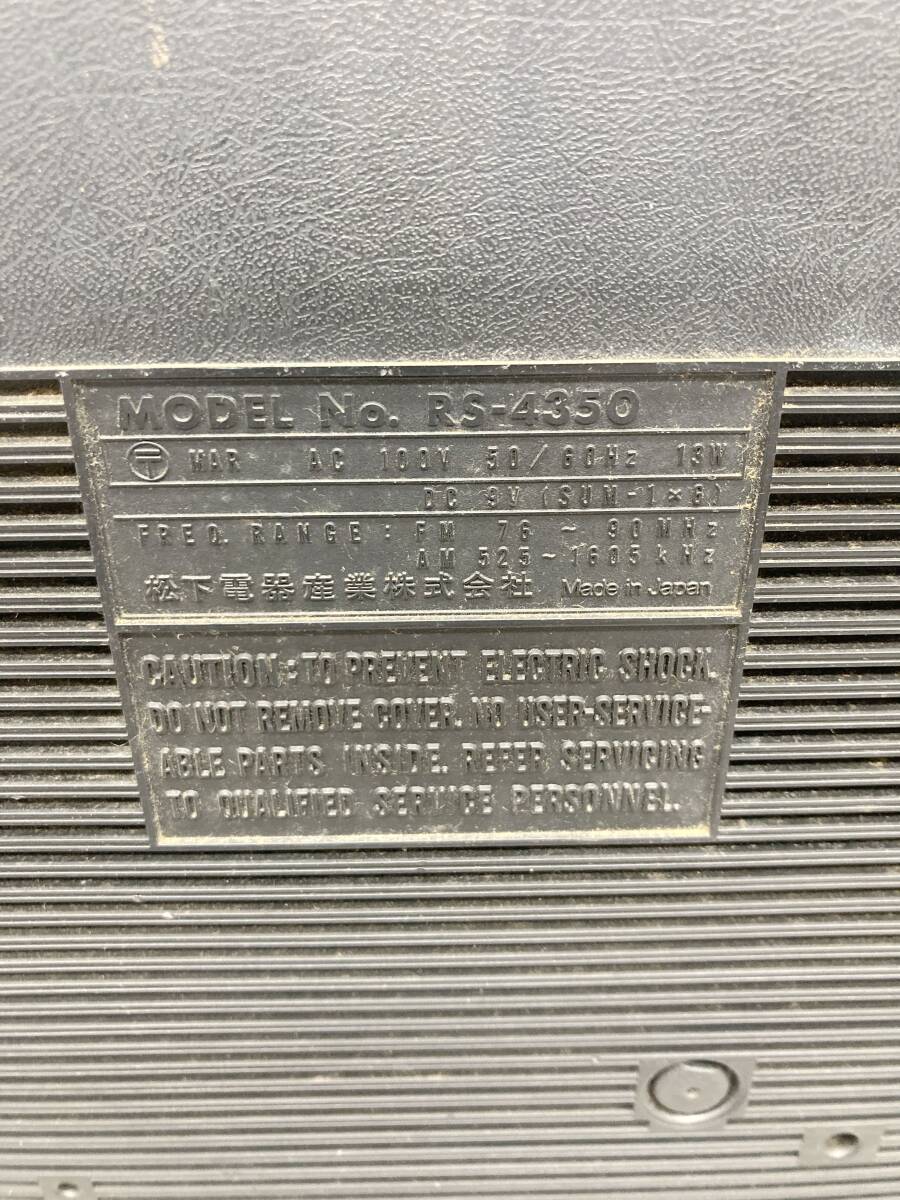 MODEL No. RS-4350
〒 MAR AC 100V 50/60Hz 13W
DC 9V (SUM-1×6)
FREQ. RANGE: FM 76 ~ 90MHz
AM 525~1605kHz
松下電器産業株式会社 Made in Japan
CAUTION:TO PREVENT ELECTRIC SHOCK.
DO NOT REMOVE COVER. NO USER-SERVICE-
ABLE PARTS INSIDE. REFER SERVICING
TO QUALIFIED SERVICE PERSONNEL.